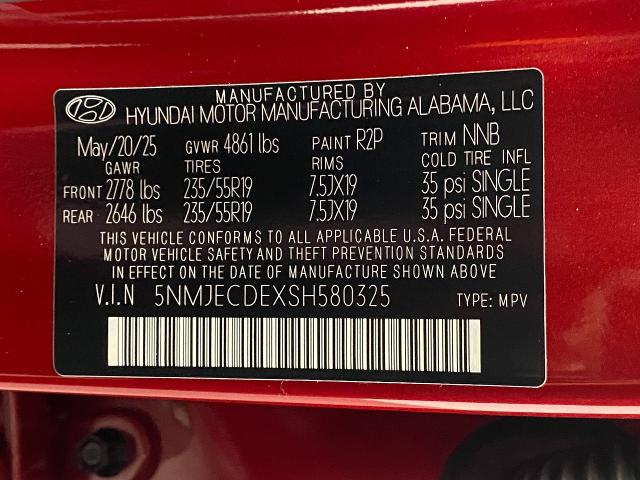 MANUFACTURED BY
HYUNDAI MOTOR MANUFACTURING ALABAMA, LLC
May/20/25 GVWR 4861 lbs PAINT R2P TRIM NNB
GAWR TIRES RIMS COLD TIRE INFL
FRONT 2778 lbs 235/55R19 7.5JX19 35 psi SINGLE
REAR 2646 lbs 235/55R19 7.5JX19 35 psi SINGLE
THIS VEHICLE CONFORMS TO ALL APPLICABLE U.S.A. FEDERAL
MOTOR VEHICLE SAFETY AND THEFT PREVENTION STANDARDS
IN EFFECT ON THE DATE OF MANUFACTURE SHOWN ABOVE
V.I.N 5NMJECDEXSH580325 TYPE: MPV